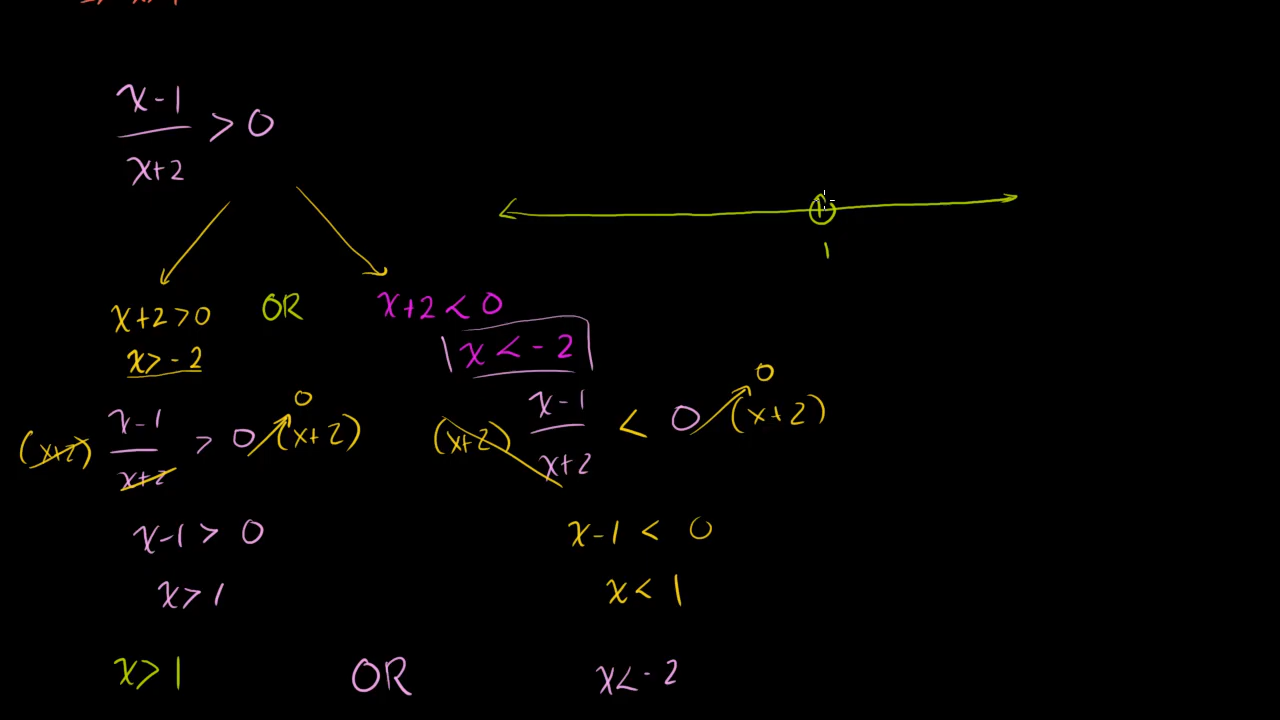 x-1
/
x+2 > 0
1
x+2>0 OR x+2<0
x>-2 x<-2
(x+2) x-1/x+2 > 0 (x+2) 0
(x+2) x-1/x+2 < 0 (x+2) 0
x-1 > 0 x-1 < 0
x>1 x<1
x>1 OR x<-2